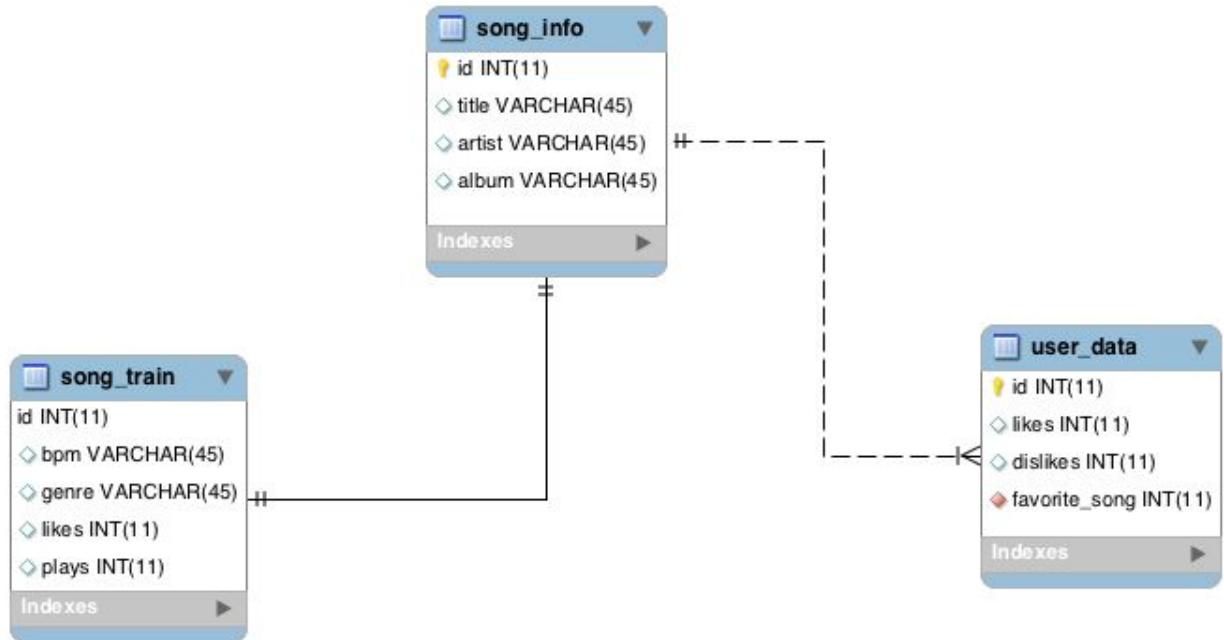 song_info
id INT(11)
title VARCHAR(45)
artist VARCHAR(45)
album VARCHAR(45)
Indexes
song_train
id INT(11)
bpm VARCHAR(45)
genre VARCHAR(45)
likes INT(11)
plays INT(11)
Indexes
user_data
id INT(11)
likes INT(11)
dislikes INT(11)
favorite_song INT(11)
Indexes